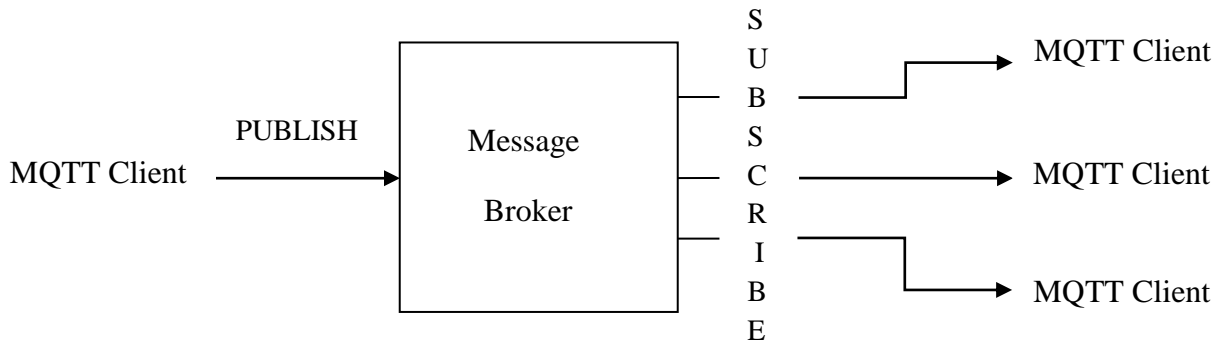 MQTT Client
PUBLISH
Message
Broker
S
U
B
S
C
R
I
B
E
MQTT Client
MQTT Client
MQTT Client